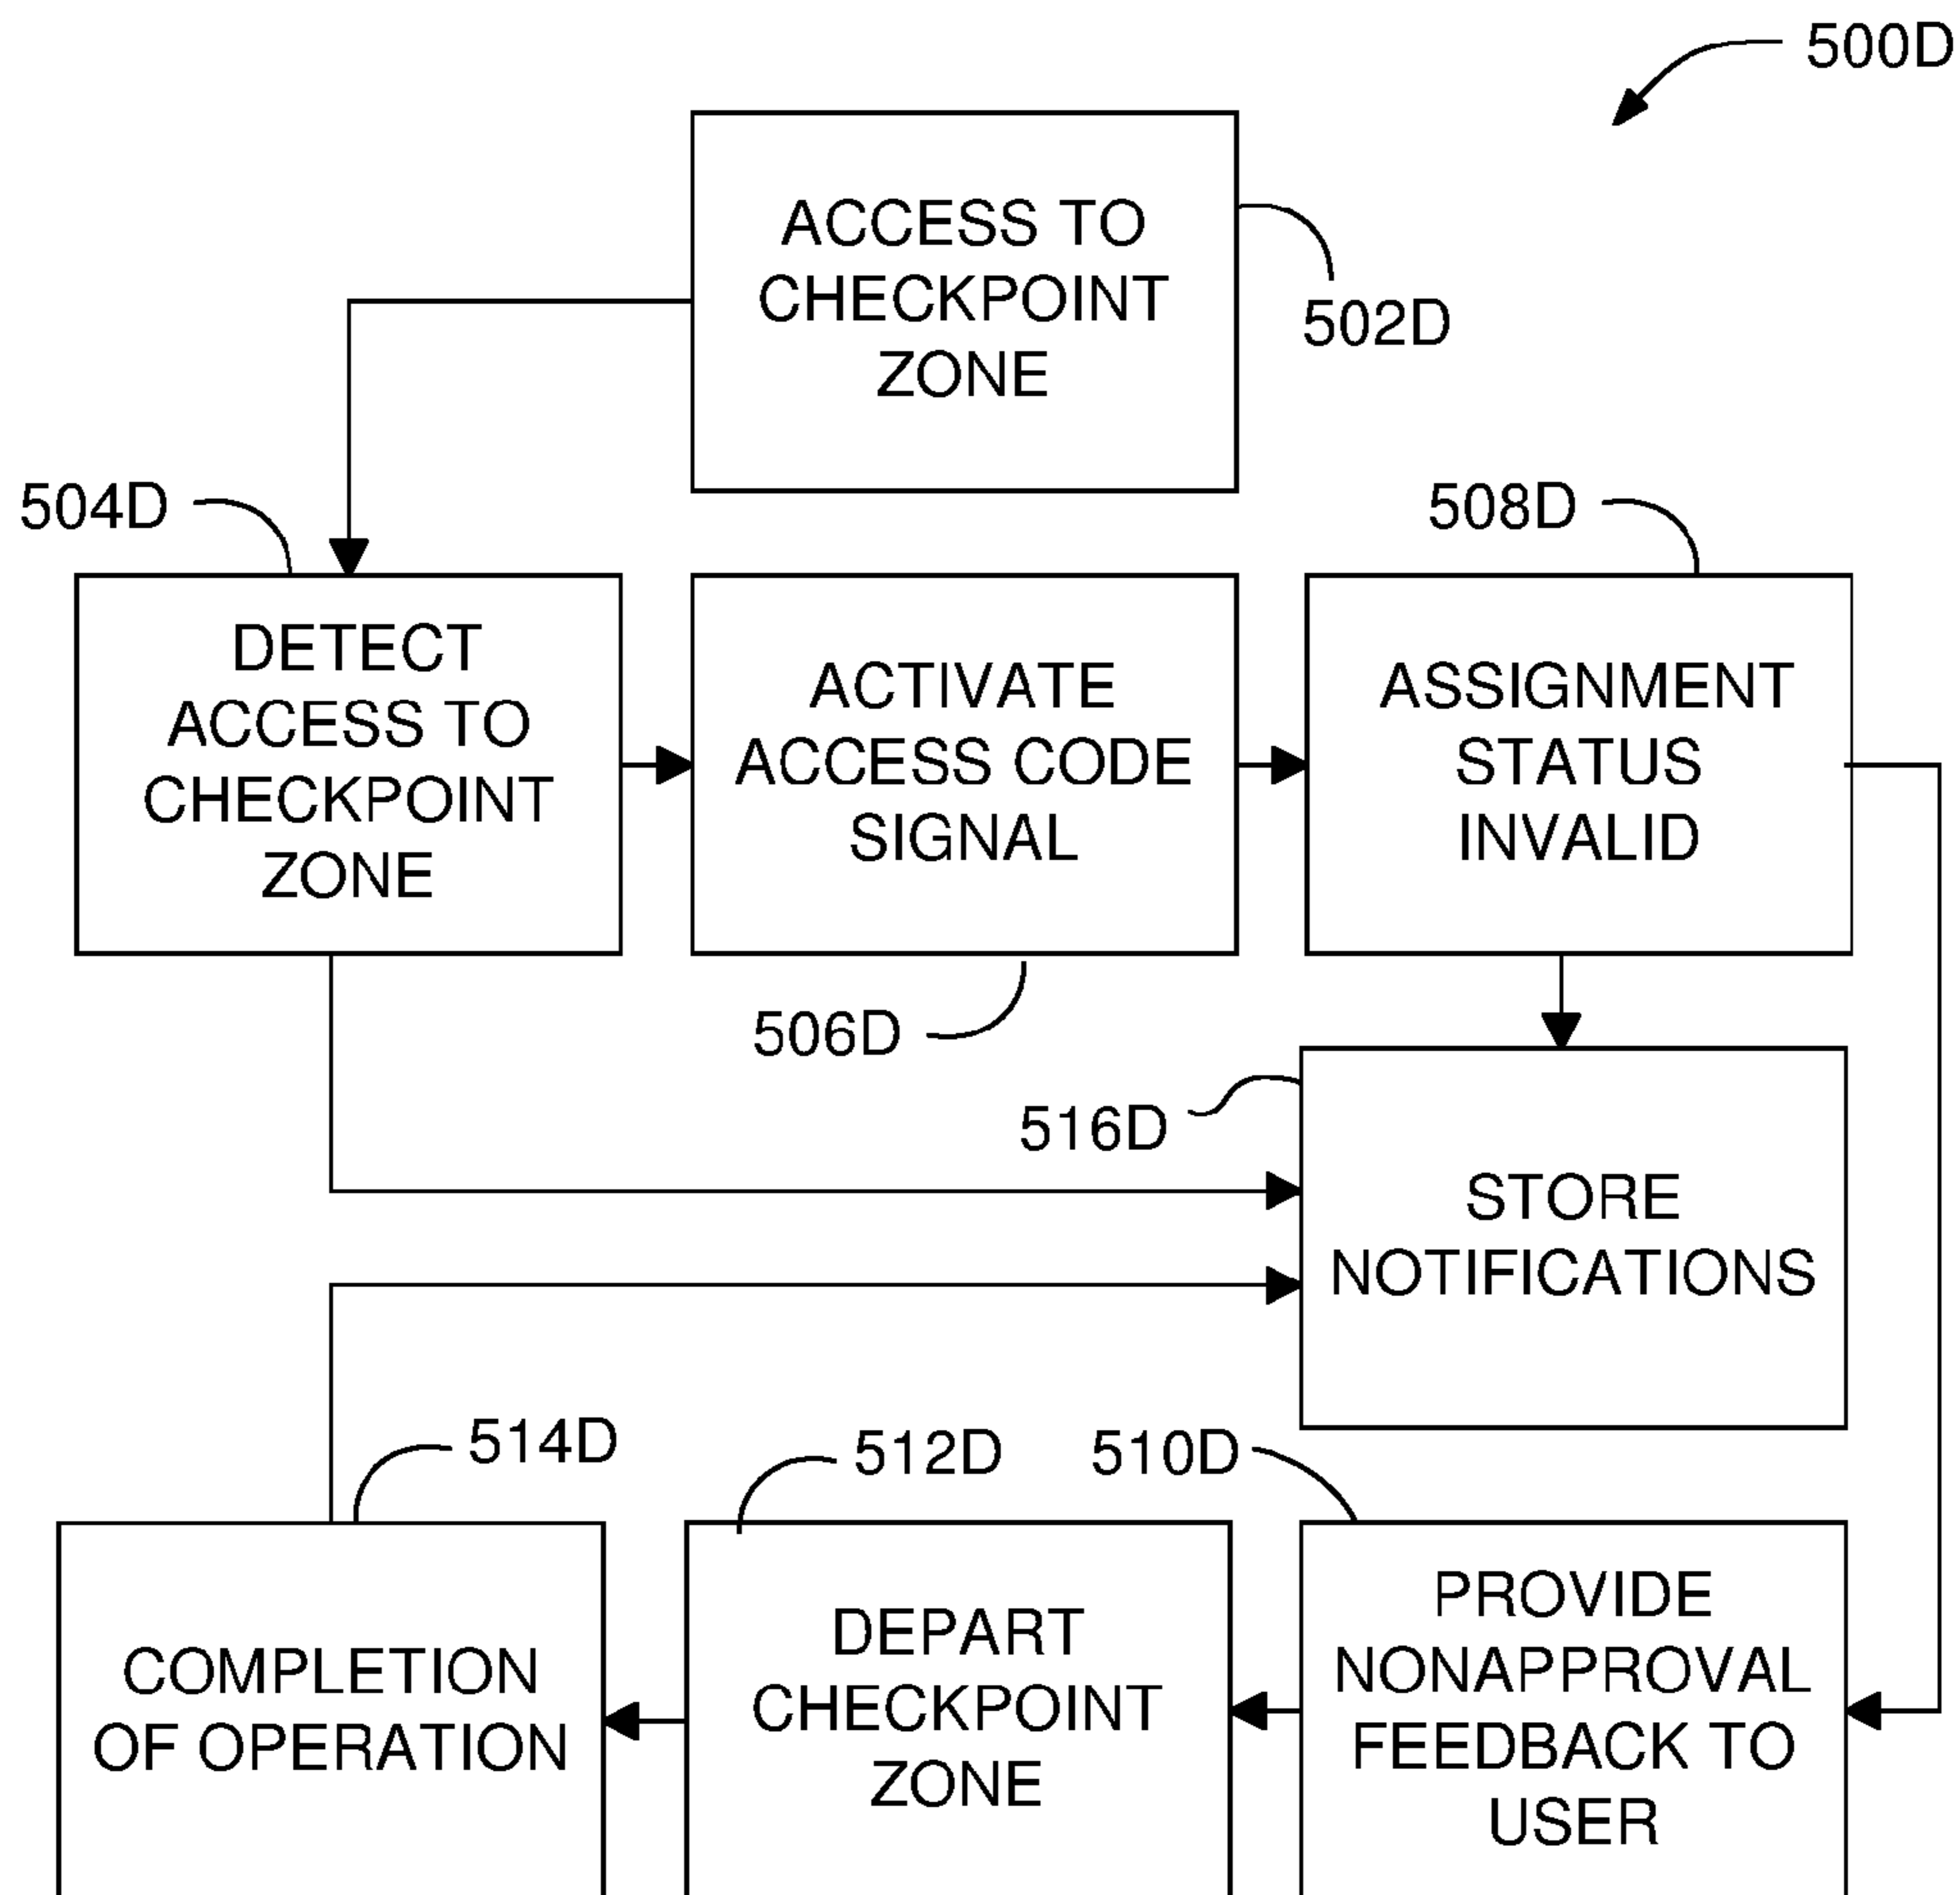 500D
ACCESS TO
CHECKPOINT
ZONE
502D
504D
508D
DETECT
ACCESS TO
CHECKPOINT
ZONE
ACTIVATE
ACCESS CODE
SIGNAL
ASSIGNMENT
STATUS
INVALID
506D
516D
STORE
NOTIFICATIONS
514D
512D
510D
COMPLETION
OF OPERATION
DEPART
CHECKPOINT
ZONE
PROVIDE
NONAPPROVAL
FEEDBACK TO
USER